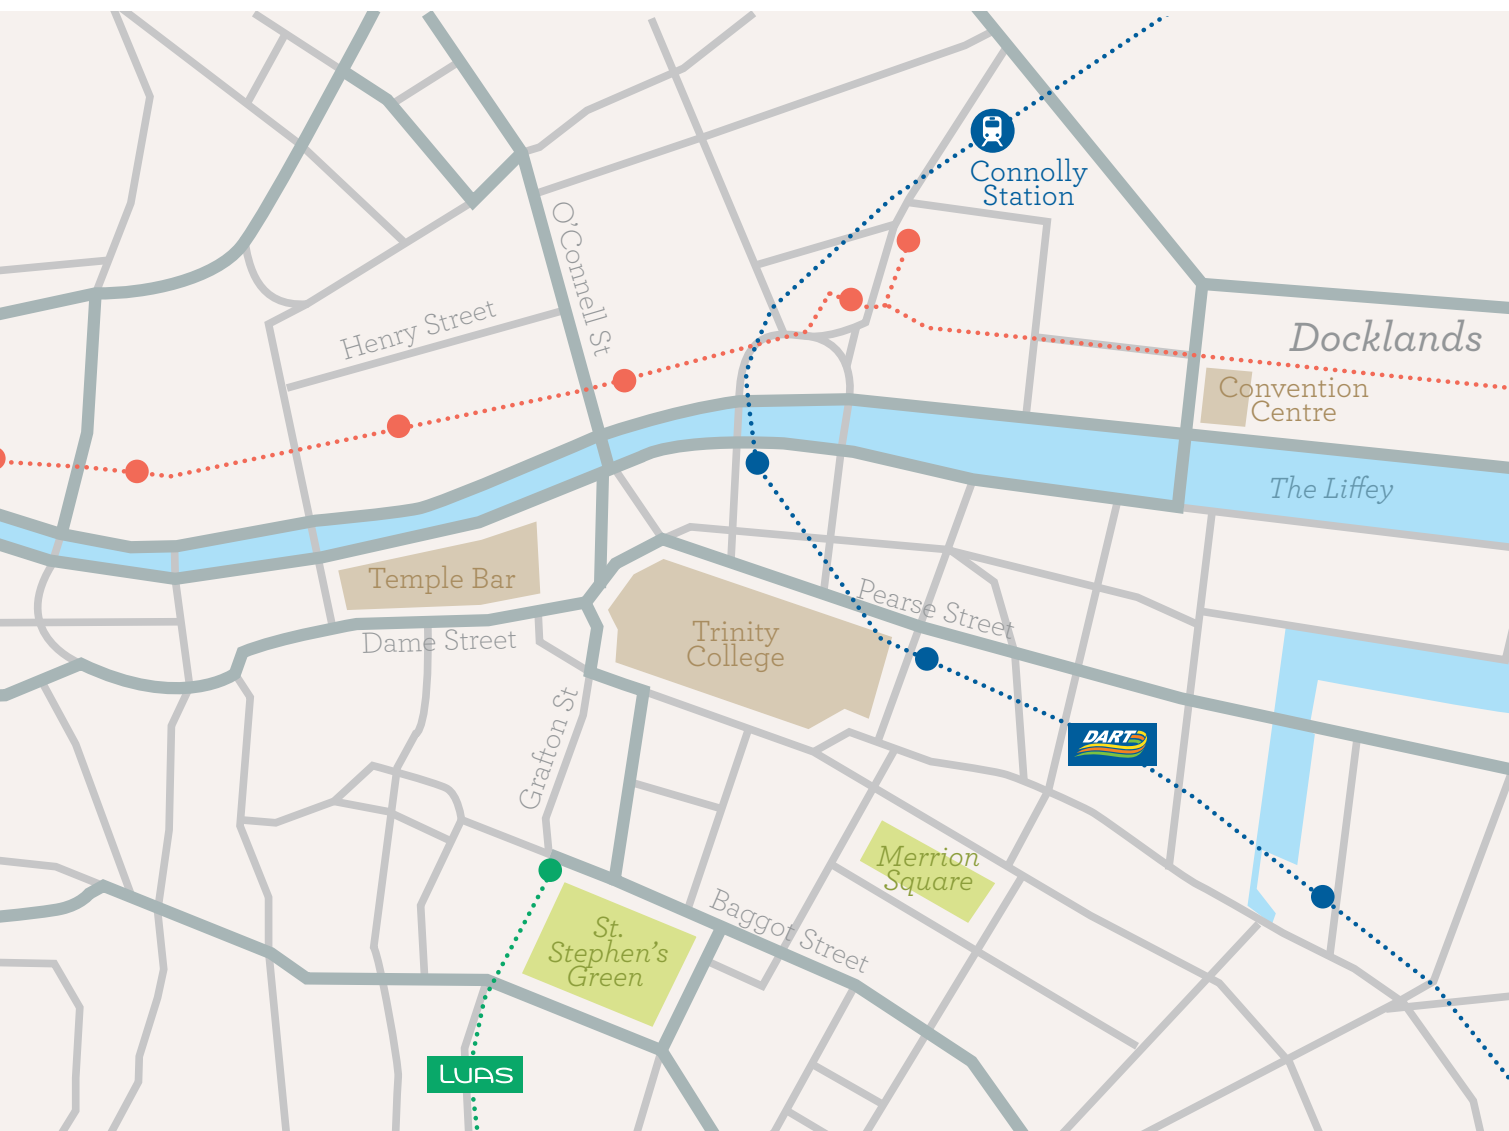 Connolly
Station
O'Connell St
Henry Street
Docklands
Convention
Centre
The Liffey
Temple Bar
Pearse Street
Trinity
College
Dame Street
Grafton St
DART
Merrion
Square
Baggot Street
St.
Stephen's
Green
LUAS